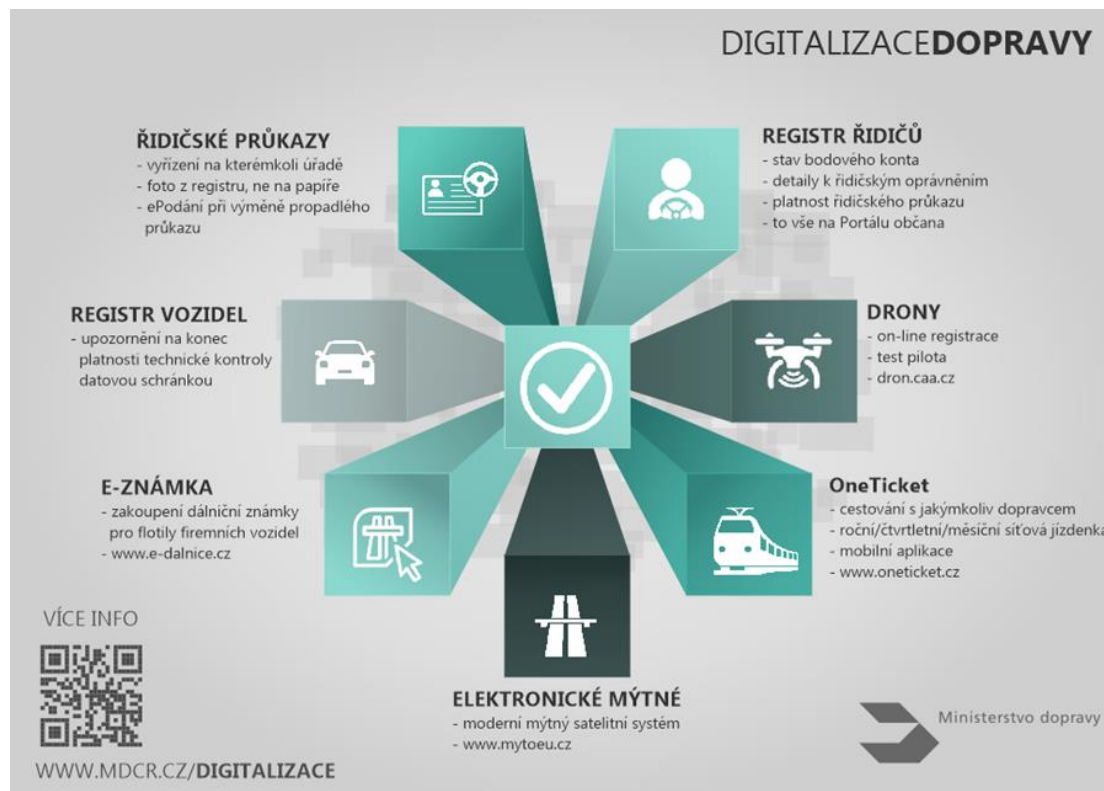 DIGITALIZACEDOPRAVY
ŘIDIČSKÉ PRŮKAZY
- vyřízení na kterémkoli úřadě
- foto z registru, ne na papíře
- ePodání při výměně propadlého
průkazu
REGISTR ŘIDIČŮ
- stav bodového konta
- detaily k řidičským oprávněním
- platnost řidičského průkazu
- to vše na Portálu občana
REGISTR VOZIDEL
- upozornění na konec
platnosti technické kontroly
datovou schránkou
DRONY
- on-line registrace
- test pilota
- dron.caa.cz
E-ZNÁMKA
- zakoupení dálniční známky
pro flotily firemních vozidel
- www.e-dalnice.cz
OneTicket
- cestování s jakýmkoliv dopravcem
- roční/čtvrtletní/měsíční síťová jízdenka
- mobilní aplikace
- www.oneticket.cz
ELEKTRONICKÉ MÝTNÉ
- moderní mýtný satelitní systém
- www.mytoeu.cz
VÍCE INFO
WWW.MDCR.CZ/DIGITALIZACE
Ministerstvo dopravy